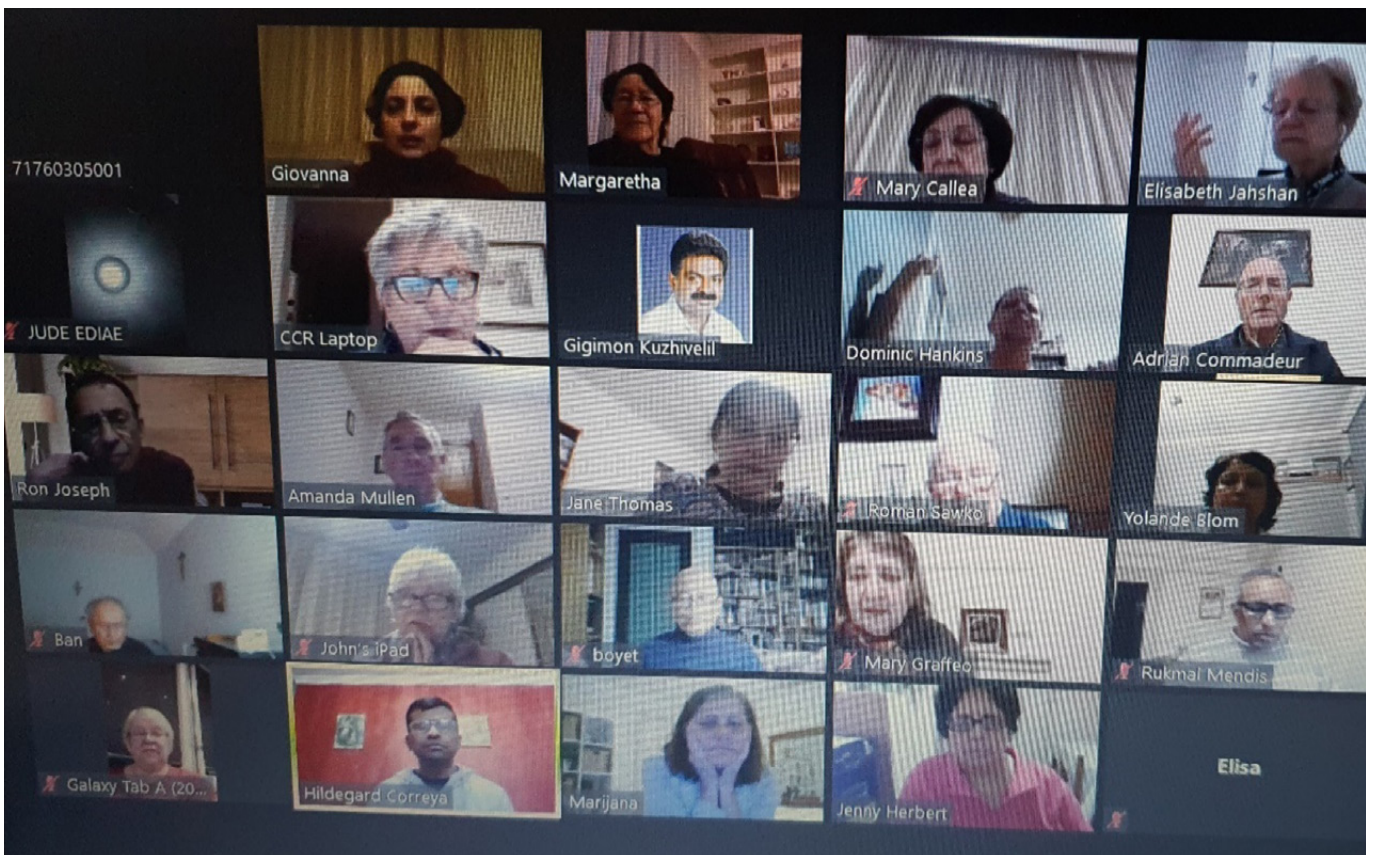 71760305001
Giovanna
Margaretha
Mary Callea
Elisabeth Jahshan
JUDE EDIAE
CCR Laptop
Gigimon Kuzhivelil
Dominic Hankins
Adrian Commadeur
Ron Joseph
Amanda Mullen
Jane Thomas
Roman Sawko
Yolande Blom
Ban
John's iPad
boyet
Mary Graffeo
Rukmal Mendis
Galaxy Tab A (20...
Hildegard Correya
Marijana
Jenny Herbert
Elisa